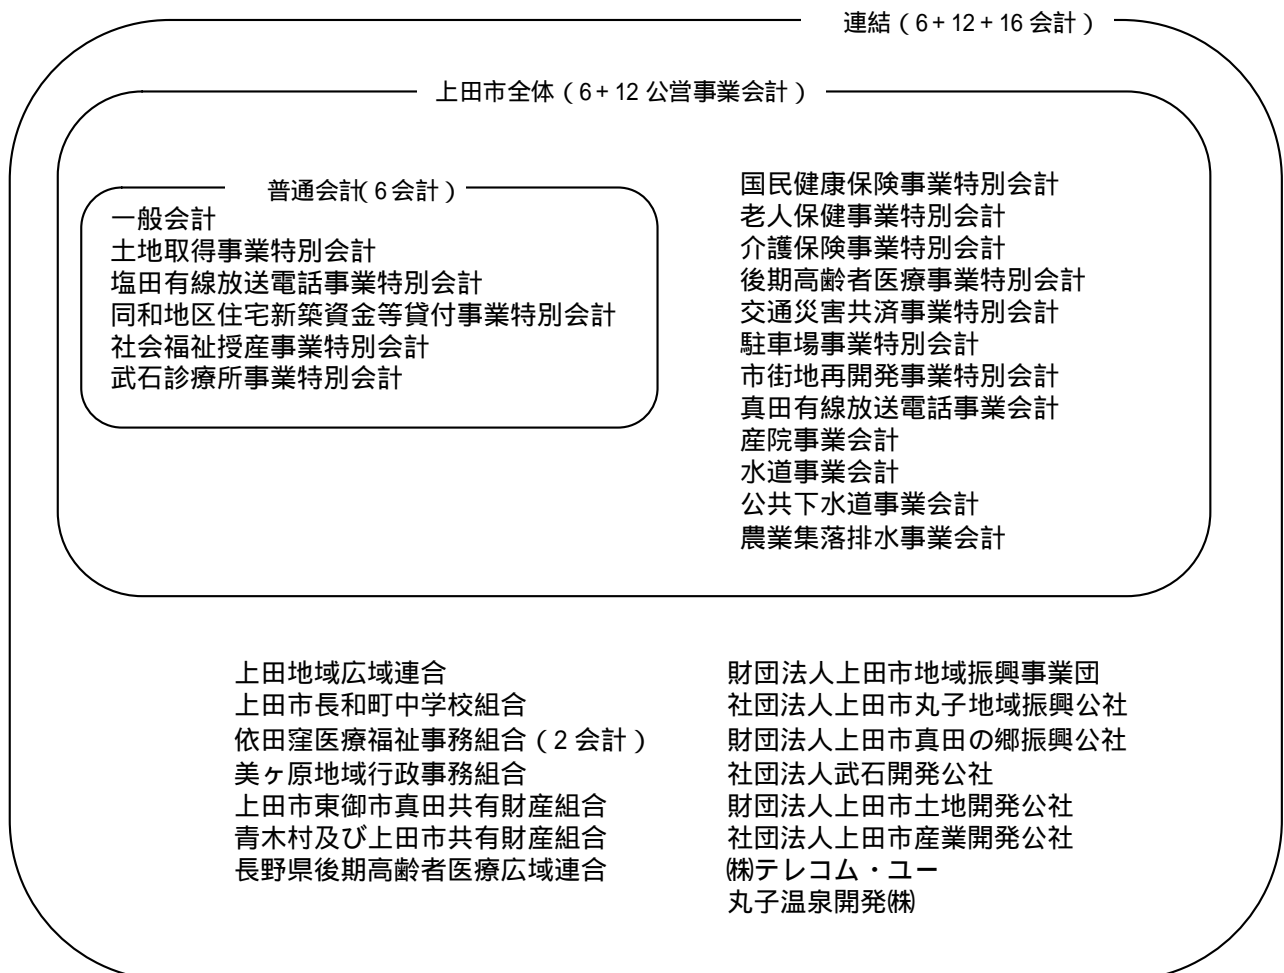 連結（6+12+16会計）
上田市全体（6+12公営事業会計）
普通会計（6会計）
一般会計
土地取得事業特別会計
塩田有線放送電話事業特別会計
同和地区住宅新築資金等貸付事業特別会計
社会福祉授産事業特別会計
武石診療所事業特別会計
国民健康保険事業特別会計
老人保健事業特別会計
介護保険事業特別会計
後期高齢者医療事業特別会計
交通災害共済事業特別会計
駐車場事業特別会計
市街地再開発事業特別会計
真田有線放送電話事業会計
産院事業会計
水道事業会計
公共下水道事業会計
農業集落排水事業会計
上田地域広域連合
上田市長和町中学校組合
依田窪医療福祉事務組合（2会計）
美ヶ原地域行政事務組合
上田市東御市真田共有財産組合
青木村及び上田市共有財産組合
長野県後期高齢者医療広域連合
財団法人上田市地域振興事業団
社団法人上田市丸子地域振興公社
財団法人上田市真田の郷振興公社
社団法人武石開発公社
財団法人上田市土地開発公社
社団法人上田市産業開発公社
㈱テレコム・ユー
丸子温泉開発㈱